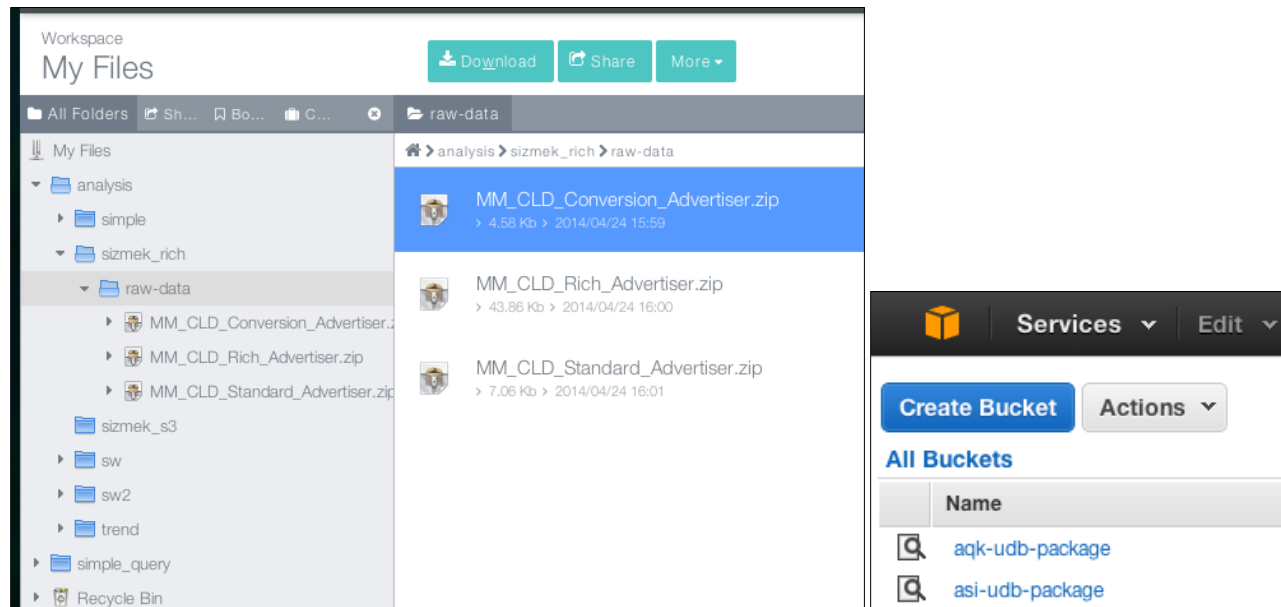 Workspace
My Files
Download
Share
More
All Folders
Sh...
Bo...
C...
raw-data
My Files
analysis
simple
sizmek_rich
raw-data
MM_CLD_Conversion_Advertiser.z
MM_CLD_Rich_Advertiser.zip
MM_CLD_Standard_Advertiser.zip
sizmek_s3
sw
sw2
trend
simple_query
Recycle Bin
analysis sizmek_rich raw-data
MM_CLD_Conversion_Advertiser.zip
> 4.58 Kb > 2014/04/24 15:59
MM_CLD_Rich_Advertiser.zip
> 43.86 Kb > 2014/04/24 16:00
MM_CLD_Standard_Advertiser.zip
> 7.06 Kb > 2014/04/24 16:01
Services
Edit
Create Bucket
Actions
All Buckets
Name
aqk-udb-package
asi-udb-package